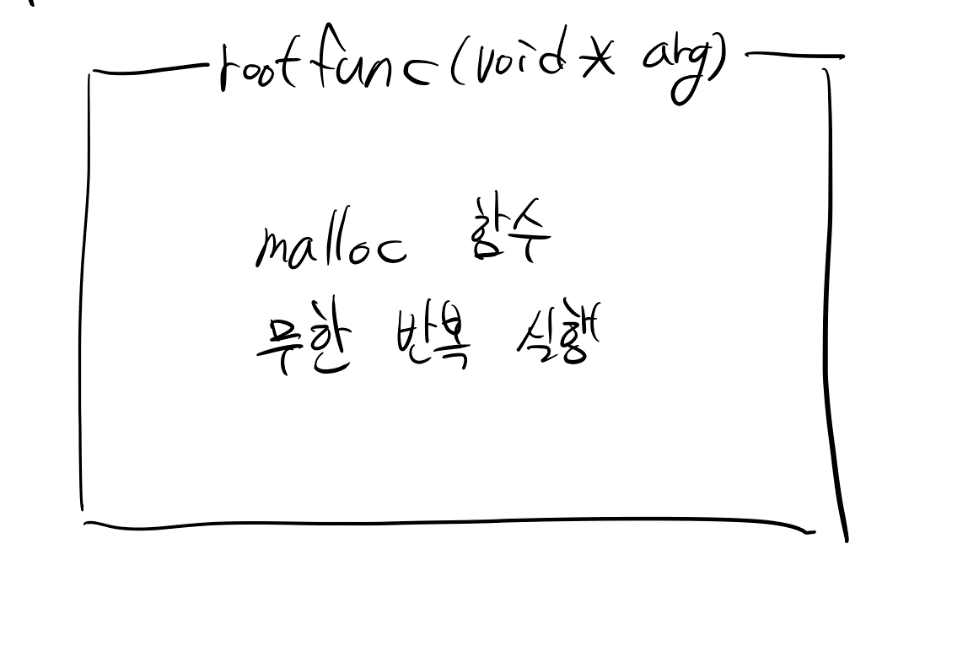 rootfunc(void* arg)
malloc 함수
무한 반복 실행